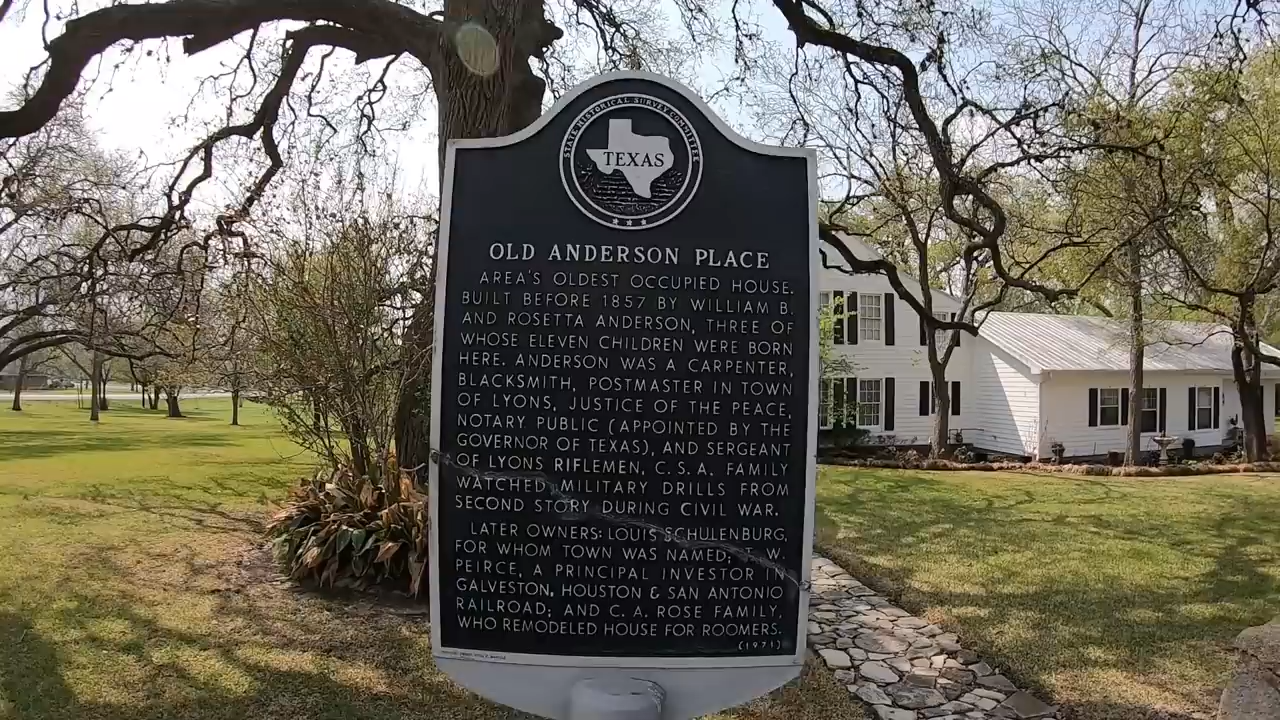 STATE HISTORICAL SURVEY COMMITTEE
TEXAS
OLD ANDERSON PLACE
AREA'S OLDEST OCCUPIED HOUSE.
BUILT BEFORE 1857 BY WILLIAM B.
AND ROSETTA ANDERSON, THREE OF
WHOSE ELEVEN CHILDREN WERE BORN
HERE. ANDERSON WAS A CARPENTER,
BLACKSMITH, POSTMASTER IN TOWN
OF LYONS, JUSTICE OF THE PEACE,
NOTARY PUBLIC (APPOINTED BY THE
GOVERNOR OF TEXAS), AND SERGEANT
OF LYONS RIFLEMEN, C.S.A. FAMILY
WATCHED MILITARY DRILLS FROM
SECOND STORY DURING CIVIL WAR.
LATER OWNERS: LOUIS SCHULENBURG,
FOR WHOM TOWN WAS NAMED; T. W.
PEIRCE, A PRINCIPAL INVESTOR IN
GALVESTON, HOUSTON & SAN ANTONIO
RAILROAD; AND C. A. ROSE FAMILY,
WHO REMODELED HOUSE FOR ROOMERS.
(1971)